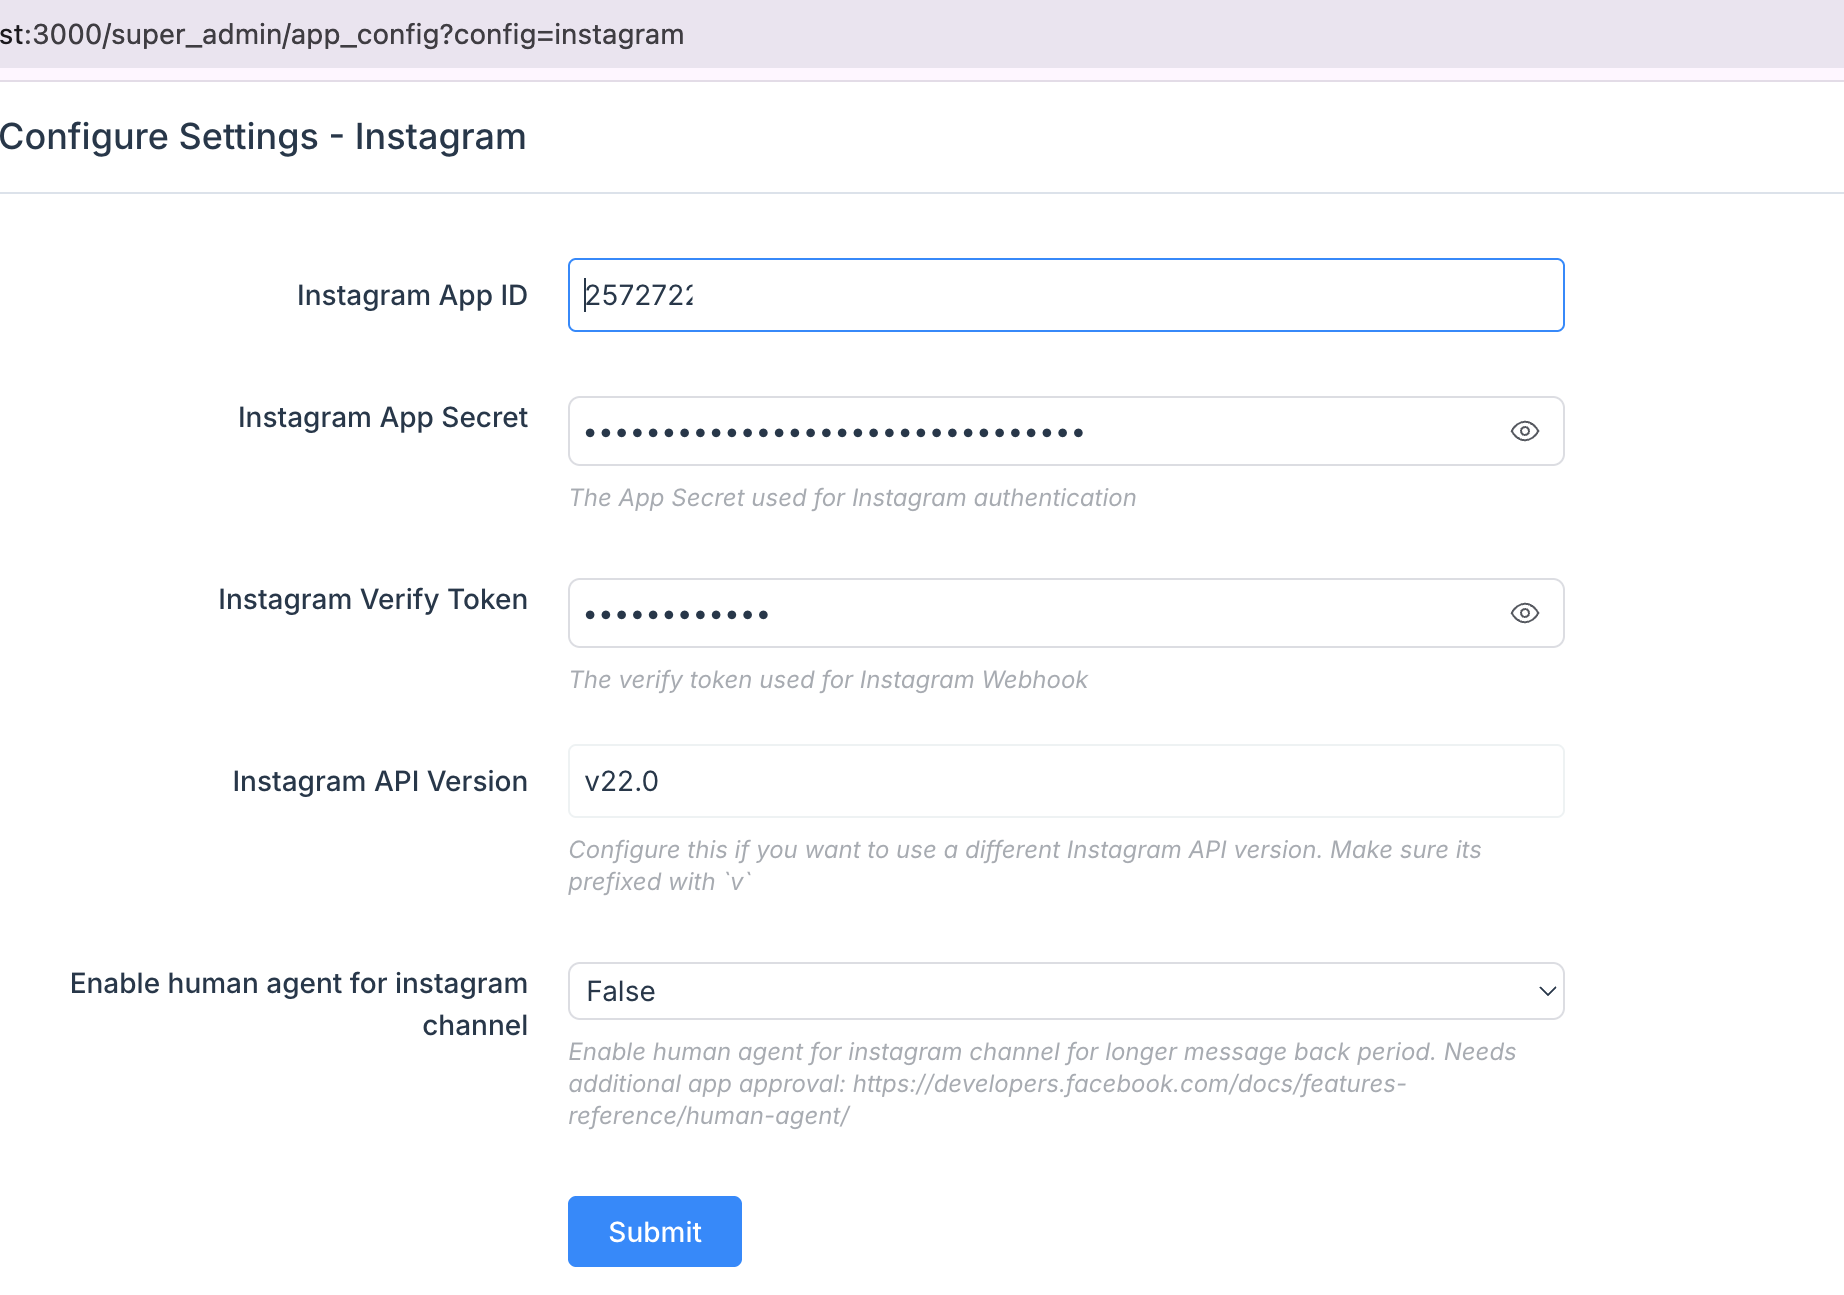 st:3000/super_admin/app_config?config=instagram
Configure Settings - Instagram
Instagram App ID
2572722
Instagram App Secret
••••••••••••••••••••••••••••••••
The App Secret used for Instagram authentication
Instagram Verify Token
••••••••••••
The verify token used for Instagram Webhook
Instagram API Version
v22.0
Configure this if you want to use a different Instagram API version. Make sure its
prefixed with `v`
Enable human agent for instagram
channel
False
Enable human agent for instagram channel for longer message back period. Needs
additional app approval: https://developers.facebook.com/docs/features-
reference/human-agent/
Submit